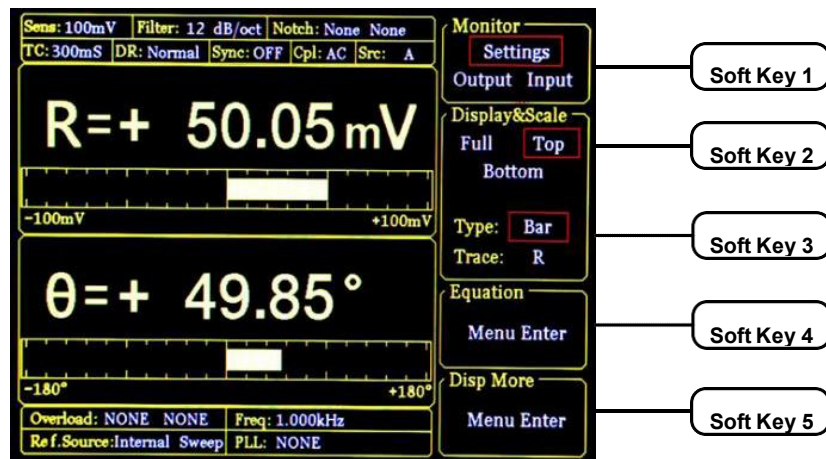 Sens: 100mV Filter: 12 dB/oct Notch: None None
TC: 300mS DR: Normal Sync: OFF Cpl: AC Src: A
R=+ 50.05 mV
-100mV +100mV
θ=+ 49.85°
-180° +180°
Overload: NONE NONE Freq: 1.000kHz
Ref.Source:Internal Sweep PLL: NONE
Monitor
Settings
Output Input
Display&Scale
Full Top
Bottom
Type: Bar
Trace: R
Equation
Menu Enter
Disp More
Menu Enter
Soft Key 1
Soft Key 2
Soft Key 3
Soft Key 4
Soft Key 5